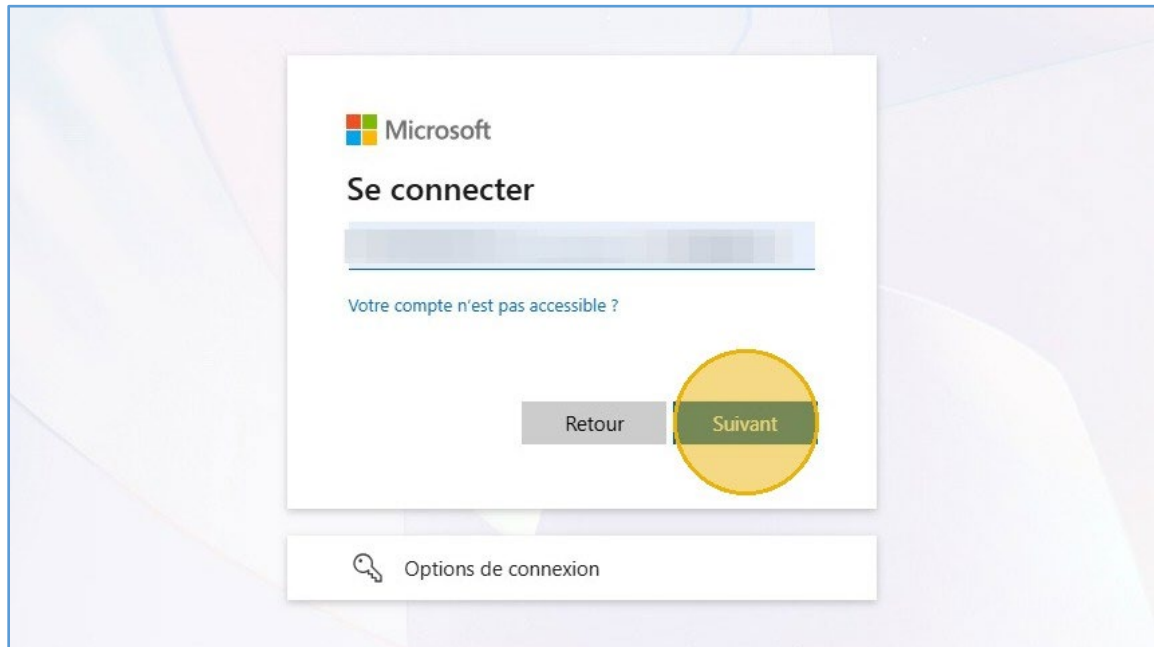 Microsoft
Se connecter
Votre compte n'est pas accessible ?
Retour
Suivant
Options de connexion